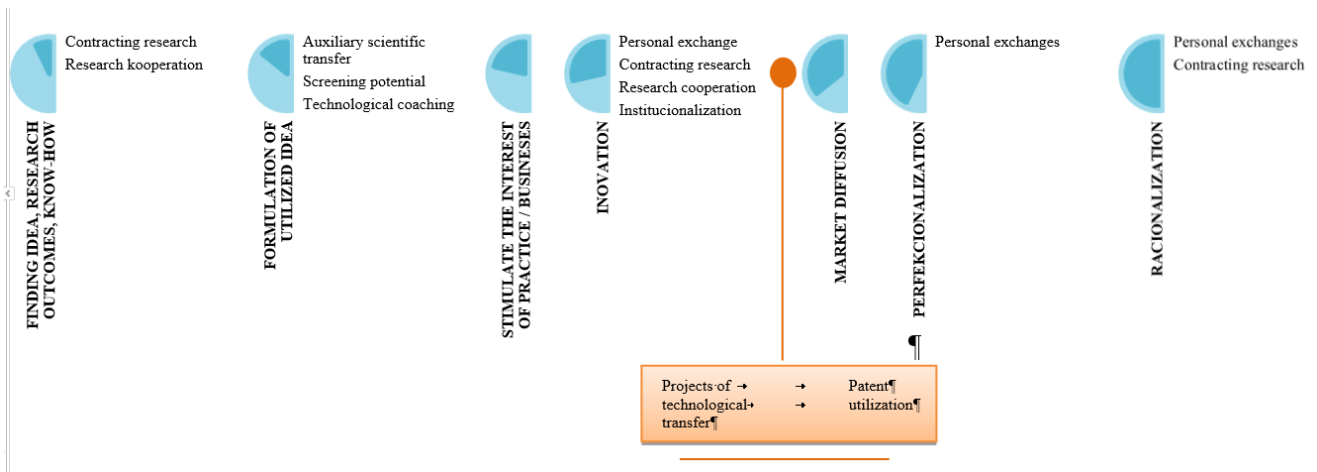 Contracting research
Research kooperation
FINDING IDEA, RESEARCH
OUTCOMES, KNOW-HOW
Auxiliary scientific
transfer
Screening potential
Technological coaching
FORMULATION OF
UTILIZED IDEA
STIMULATE THE INTEREST
OF PRACTICE / BUSINESES
Personal exchange
Contracting research
Research cooperation
Institucionalization
INOVATION
MARKET DIFFUSION
Personal exchanges
PERFEKCIONALIZATION
¶
Personal exchanges
Contracting research
RACIONALIZATION
Projects·of → → Patent¶
technological→ → utilization¶
transfer¶